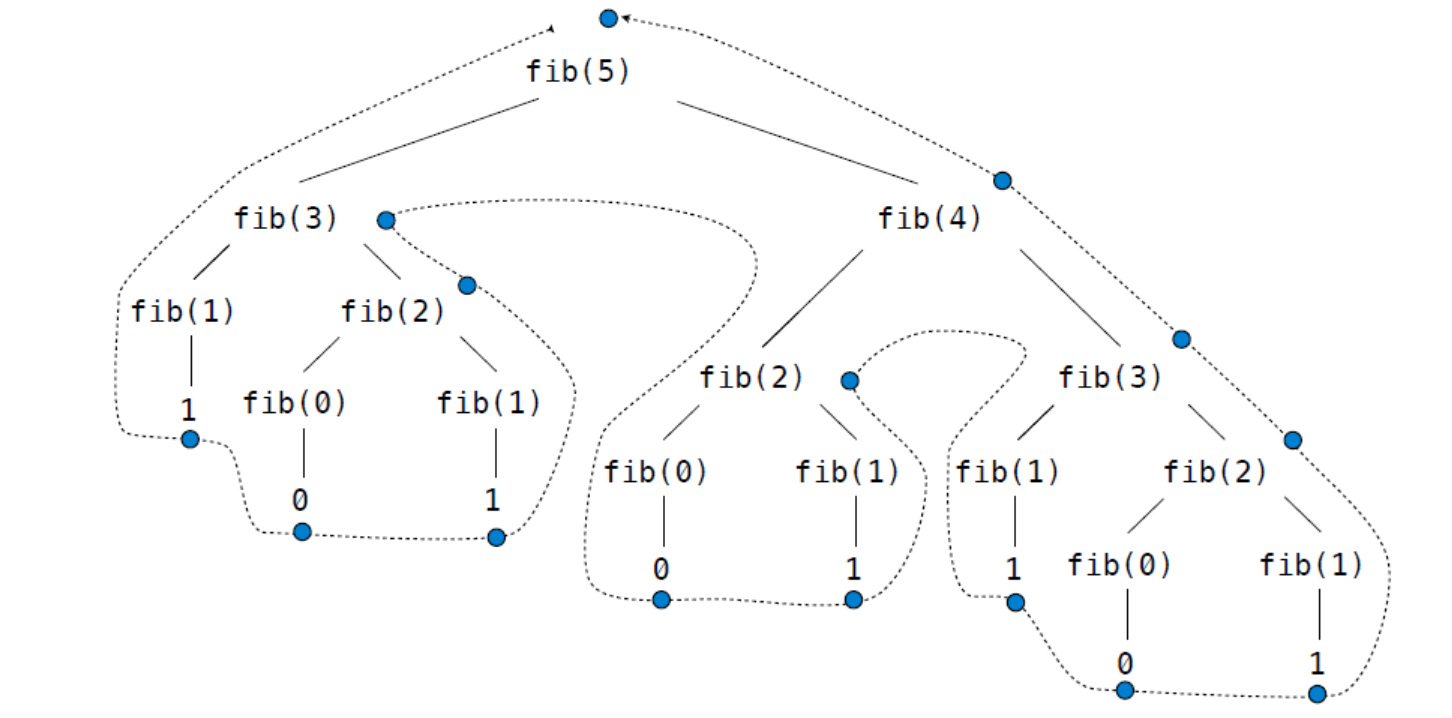 fib(5)
fib(3) fib(4)
fib(1) fib(2)
fib(2) fib(3)
1 fib(0) fib(1)
fib(0) fib(1) fib(1) fib(2)
0 1
0 1 1 fib(0) fib(1)
0 1